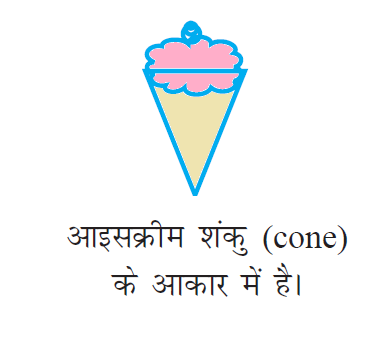 आइसक्रीम शंकु (cone)
के आकार में है।